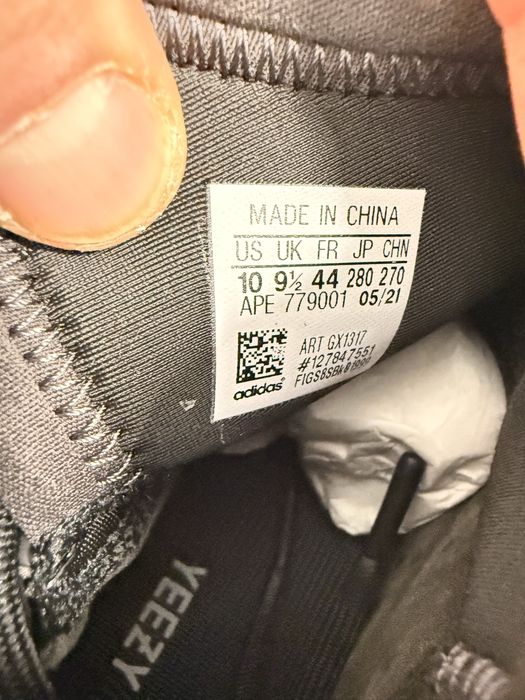 MADE IN CHINA
US UK FR JP CHN
10 9½ 44 280 270
APE 779001 05/21
ART GX1317
#127847551
adidas
YEEZY